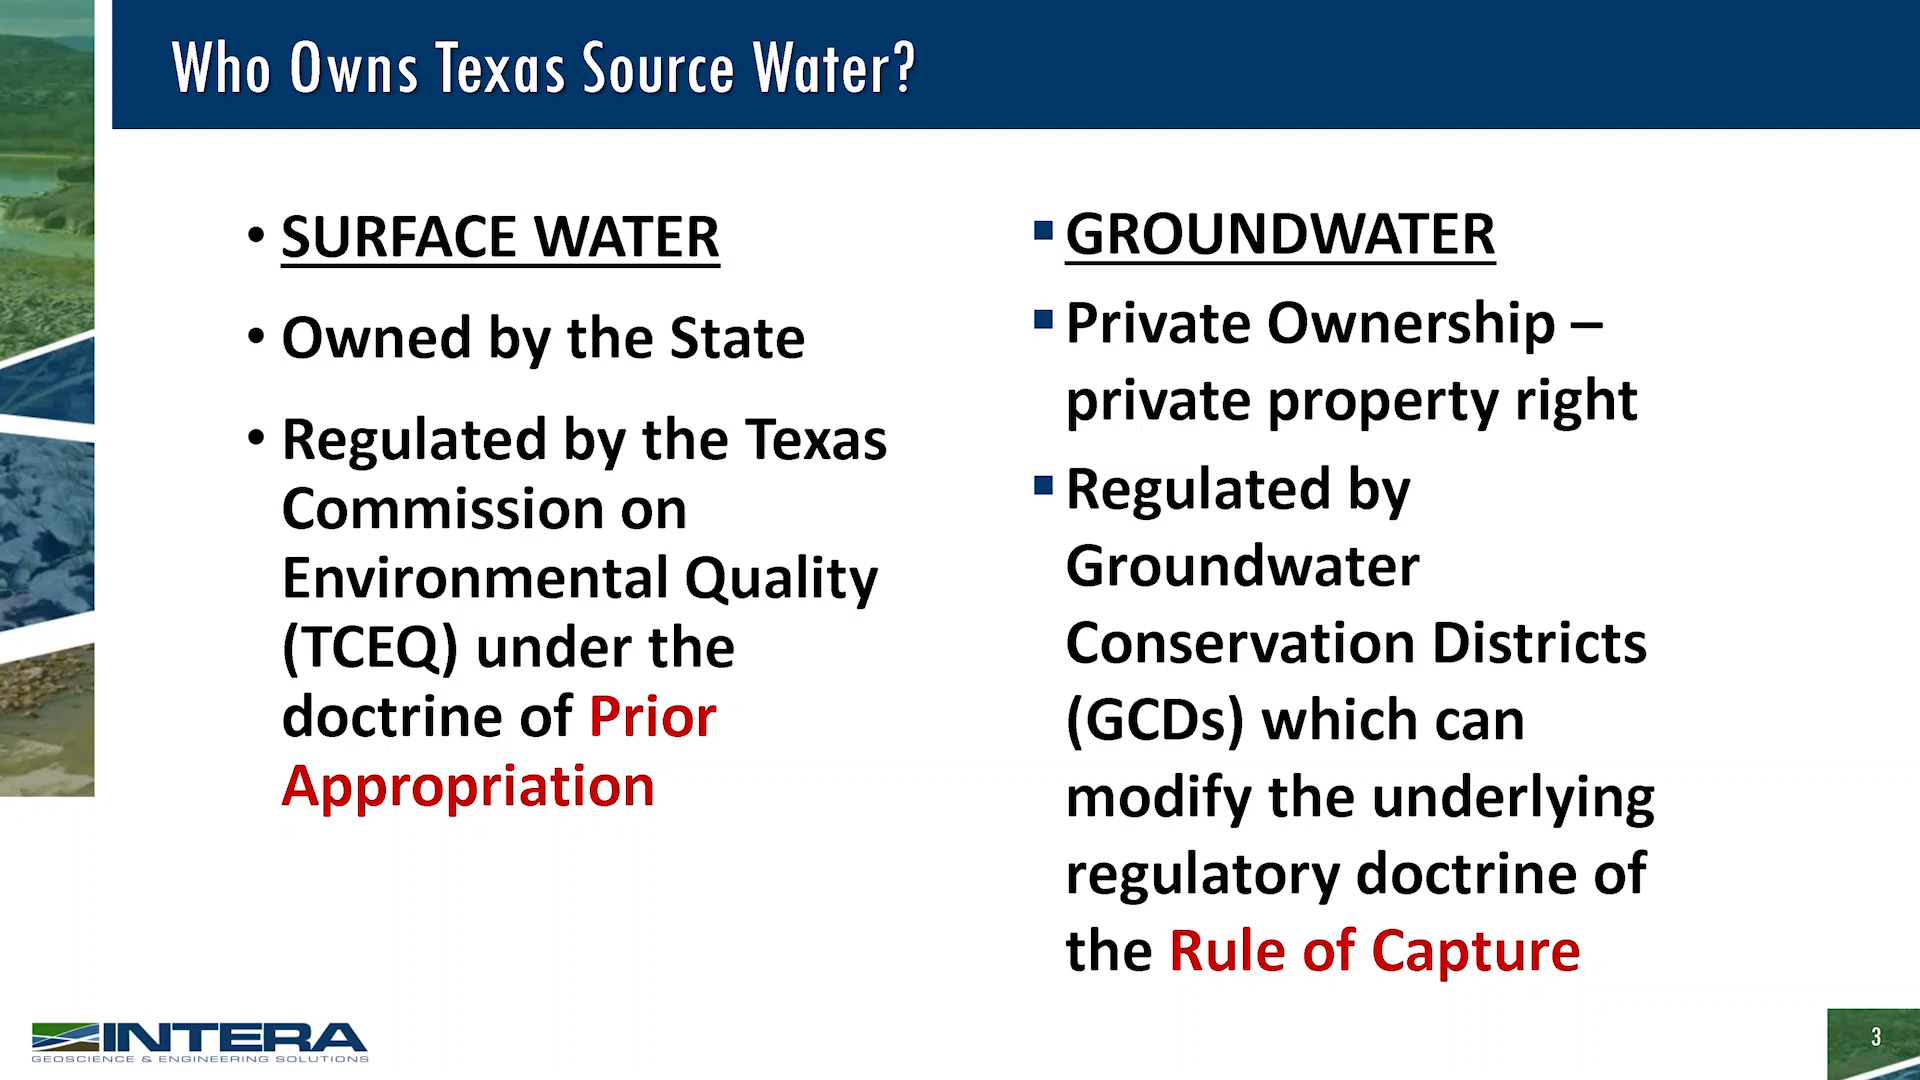 Who Owns Texas Source Water?
• SURFACE WATER
• Owned by the State
• Regulated by the Texas
Commission on
Environmental Quality
(TCEQ) under the
doctrine of Prior
Appropriation
▪ GROUNDWATER
▪ Private Ownership –
private property right
▪ Regulated by
Groundwater
Conservation Districts
(GCDs) which can
modify the underlying
regulatory doctrine of
the Rule of Capture
INTERA
GEOSCIENCE & ENGINEERING SOLUTIONS
3